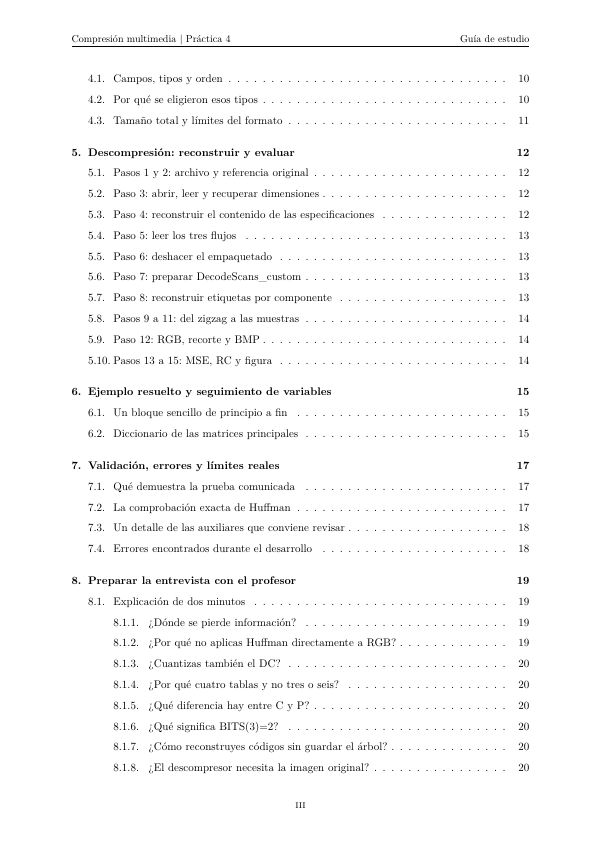 Compresión multimedia | Práctica 4 Guía de estudio
4.1. Campos, tipos y orden . . . . . . . . . . . . . . . . . . . . . . . . . . . . . . . . . 10
4.2. Por qué se eligieron esos tipos . . . . . . . . . . . . . . . . . . . . . . . . . . . . . 10
4.3. Tamaño total y límites del formato . . . . . . . . . . . . . . . . . . . . . . . . . . 11
5. Descompresión: reconstruir y evaluar 12
5.1. Pasos 1 y 2: archivo y referencia original . . . . . . . . . . . . . . . . . . . . . . . 12
5.2. Paso 3: abrir, leer y recuperar dimensiones . . . . . . . . . . . . . . . . . . . . . . 12
5.3. Paso 4: reconstruir el contenido de las especificaciones . . . . . . . . . . . . . . . 12
5.4. Paso 5: leer los tres flujos . . . . . . . . . . . . . . . . . . . . . . . . . . . . . . 13
5.5. Paso 6: deshacer el empaquetado . . . . . . . . . . . . . . . . . . . . . . . . . . . 13
5.6. Paso 7: preparar DecodeScans_custom . . . . . . . . . . . . . . . . . . . . . . . . 13
5.7. Paso 8: reconstruir etiquetas por componente . . . . . . . . . . . . . . . . . . . . 13
5.8. Pasos 9 a 11: del zigzag a las muestras . . . . . . . . . . . . . . . . . . . . . . . . 14
5.9. Paso 12: RGB, recorte y BMP . . . . . . . . . . . . . . . . . . . . . . . . . . . . 14
5.10. Pasos 13 a 15: MSE, RC y figura . . . . . . . . . . . . . . . . . . . . . . . . . . . 14
6. Ejemplo resuelto y seguimiento de variables 15
6.1. Un bloque sencillo de principio a fin . . . . . . . . . . . . . . . . . . . . . . . . . 15
6.2. Diccionario de las matrices principales . . . . . . . . . . . . . . . . . . . . . . . . 15
7. Validación, errores y límites reales 17
7.1. Qué demuestra la prueba comunicada . . . . . . . . . . . . . . . . . . . . . . . . 17
7.2. La comprobación exacta de Huffman . . . . . . . . . . . . . . . . . . . . . . . . . 17
7.3. Un detalle de las auxiliares que conviene revisar . . . . . . . . . . . . . . . . . . . 18
7.4. Errores encontrados durante el desarrollo . . . . . . . . . . . . . . . . . . . . . . 18
8. Preparar la entrevista con el profesor 19
8.1. Explicación de dos minutos . . . . . . . . . . . . . . . . . . . . . . . . . . . . . . 19
8.1.1. ¿Dónde se pierde información? . . . . . . . . . . . . . . . . . . . . . . . . 19
8.1.2. ¿Por qué no aplicas Huffman directamente a RGB? . . . . . . . . . . . . . 19
8.1.3. ¿Cuantizas también el DC? . . . . . . . . . . . . . . . . . . . . . . . . . . 20
8.1.4. ¿Por qué cuatro tablas y no tres o seis? . . . . . . . . . . . . . . . . . . . 20
8.1.5. ¿Qué diferencia hay entre C y P? . . . . . . . . . . . . . . . . . . . . . . . 20
8.1.6. ¿Qué significa BITS(3)=2? . . . . . . . . . . . . . . . . . . . . . . . . . . 20
8.1.7. ¿Cómo reconstruyes códigos sin guardar el árbol? . . . . . . . . . . . . . . 20
8.1.8. ¿El descompresor necesita la imagen original? . . . . . . . . . . . . . . . . 20
III